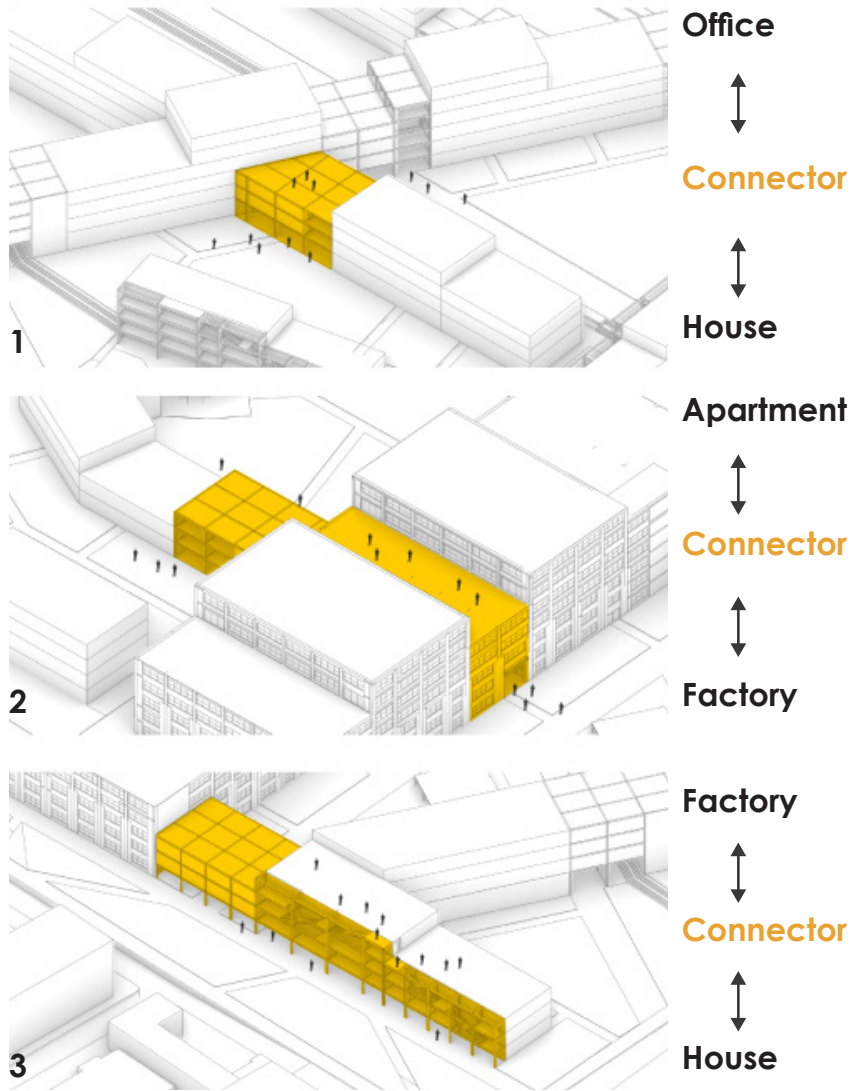 Office
Connector
House
1
Apartment
Connector
Factory
2
Factory
Connector
House
3